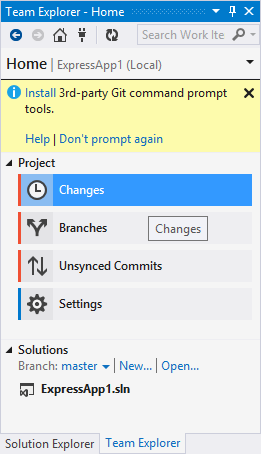 Team Explorer - Home
Search Work Ite
Home | ExpressApp1 (Local)
Install 3rd-party Git command prompt
tools.
Help | Don't prompt again
Project
Changes
Branches
Changes
Unsynced Commits
Settings
Solutions
Branch: master | New... | Open...
ExpressApp1.sln
Solution Explorer Team Explorer